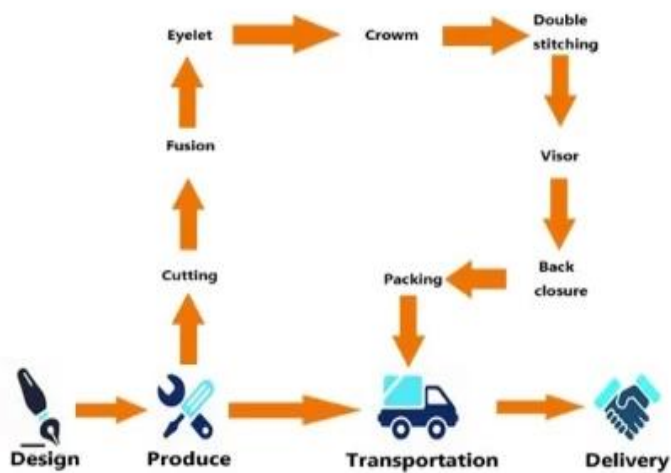 Eyelet
Crowm
Double
stitching
Fusion
Visor
Cutting
Packing
Back
closure
Design
Produce
Transportation
Delivery